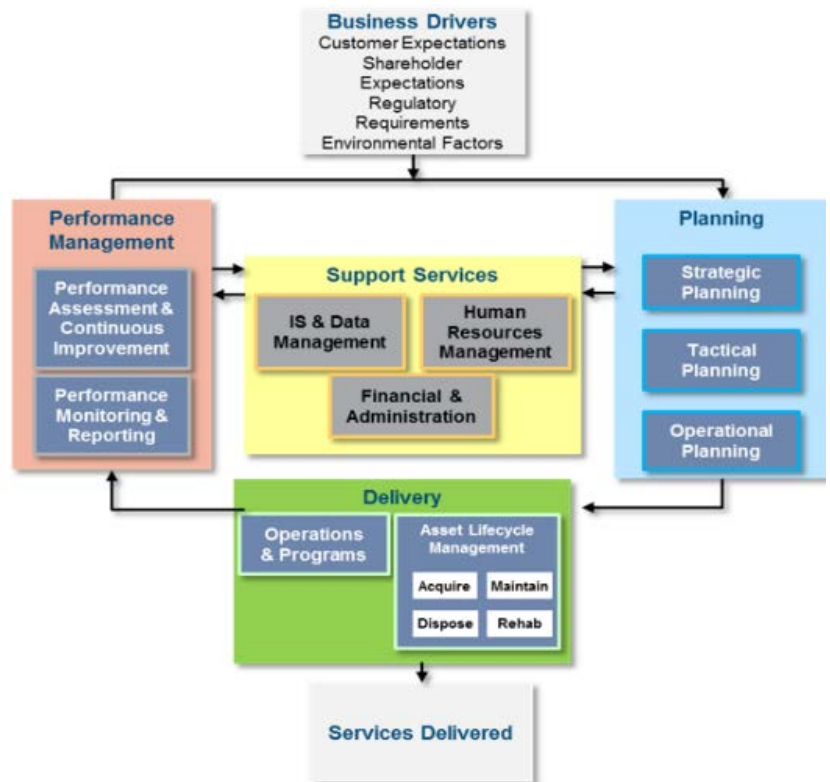 Business Drivers
Customer Expectations
Shareholder
Expectations
Regulatory
Requirements
Environmental Factors
Performance
Management
Performance
Assessment &
Continuous
Improvement
Performance
Monitoring &
Reporting
Support Services
IS & Data
Management
Human
Resources
Management
Financial &
Administration
Planning
Strategic
Planning
Tactical
Planning
Operational
Planning
Delivery
Operations
& Programs
Asset Lifecycle
Management
Acquire
Maintain
Dispose
Rehab
Services Delivered